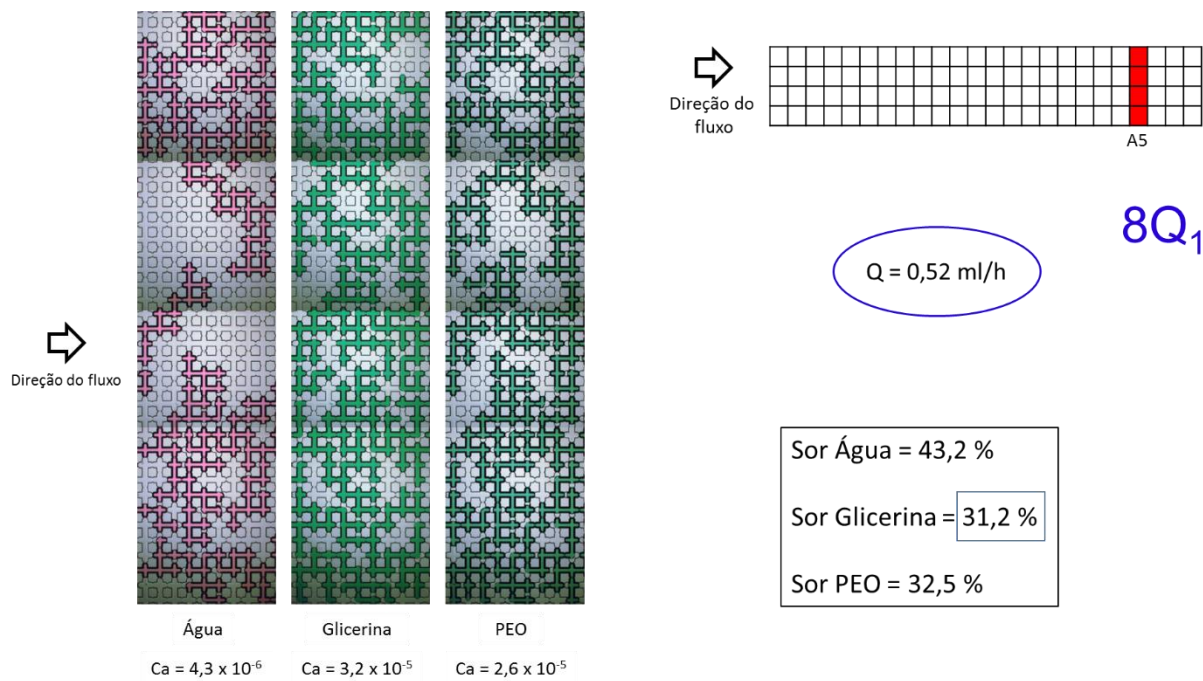 Direção do fluxo
Água
Ca = 4,3 x 10⁻⁶
Glicerina
Ca = 3,2 x 10⁻⁵
PEO
Ca = 2,6 x 10⁻⁵
Direção do
fluxo
A5
8Q₁
Q = 0,52 ml/h
Sor Água = 43,2 %
Sor Glicerina = 31,2 %
Sor PEO = 32,5 %